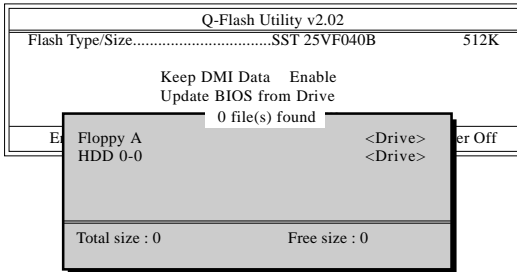 Q-Flash Utility v2.02
Flash Type/Size.................................SST 25VF040B 512K
Keep DMI Data Enable
Update BIOS from Drive
0 file(s) found
Floppy A <Drive>
HDD 0-0 <Drive>
Total size : 0 Free size : 0
Off